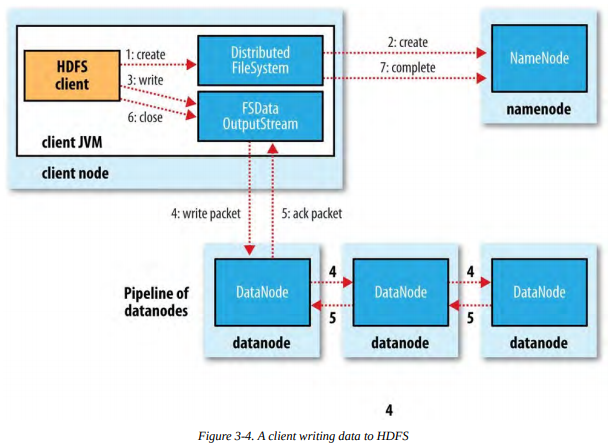 1: create
HDFS
client
3: write
6: close
Distributed
FileSystem
FSData
OutputStream
client JVM
client node
2: create
7: complete
NameNode
namenode
4: write packet
5: ack packet
Pipeline of
datanodes
DataNode
datanode
4
5
DataNode
datanode
4
5
DataNode
datanode
4
Figure 3-4. A client writing data to HDFS